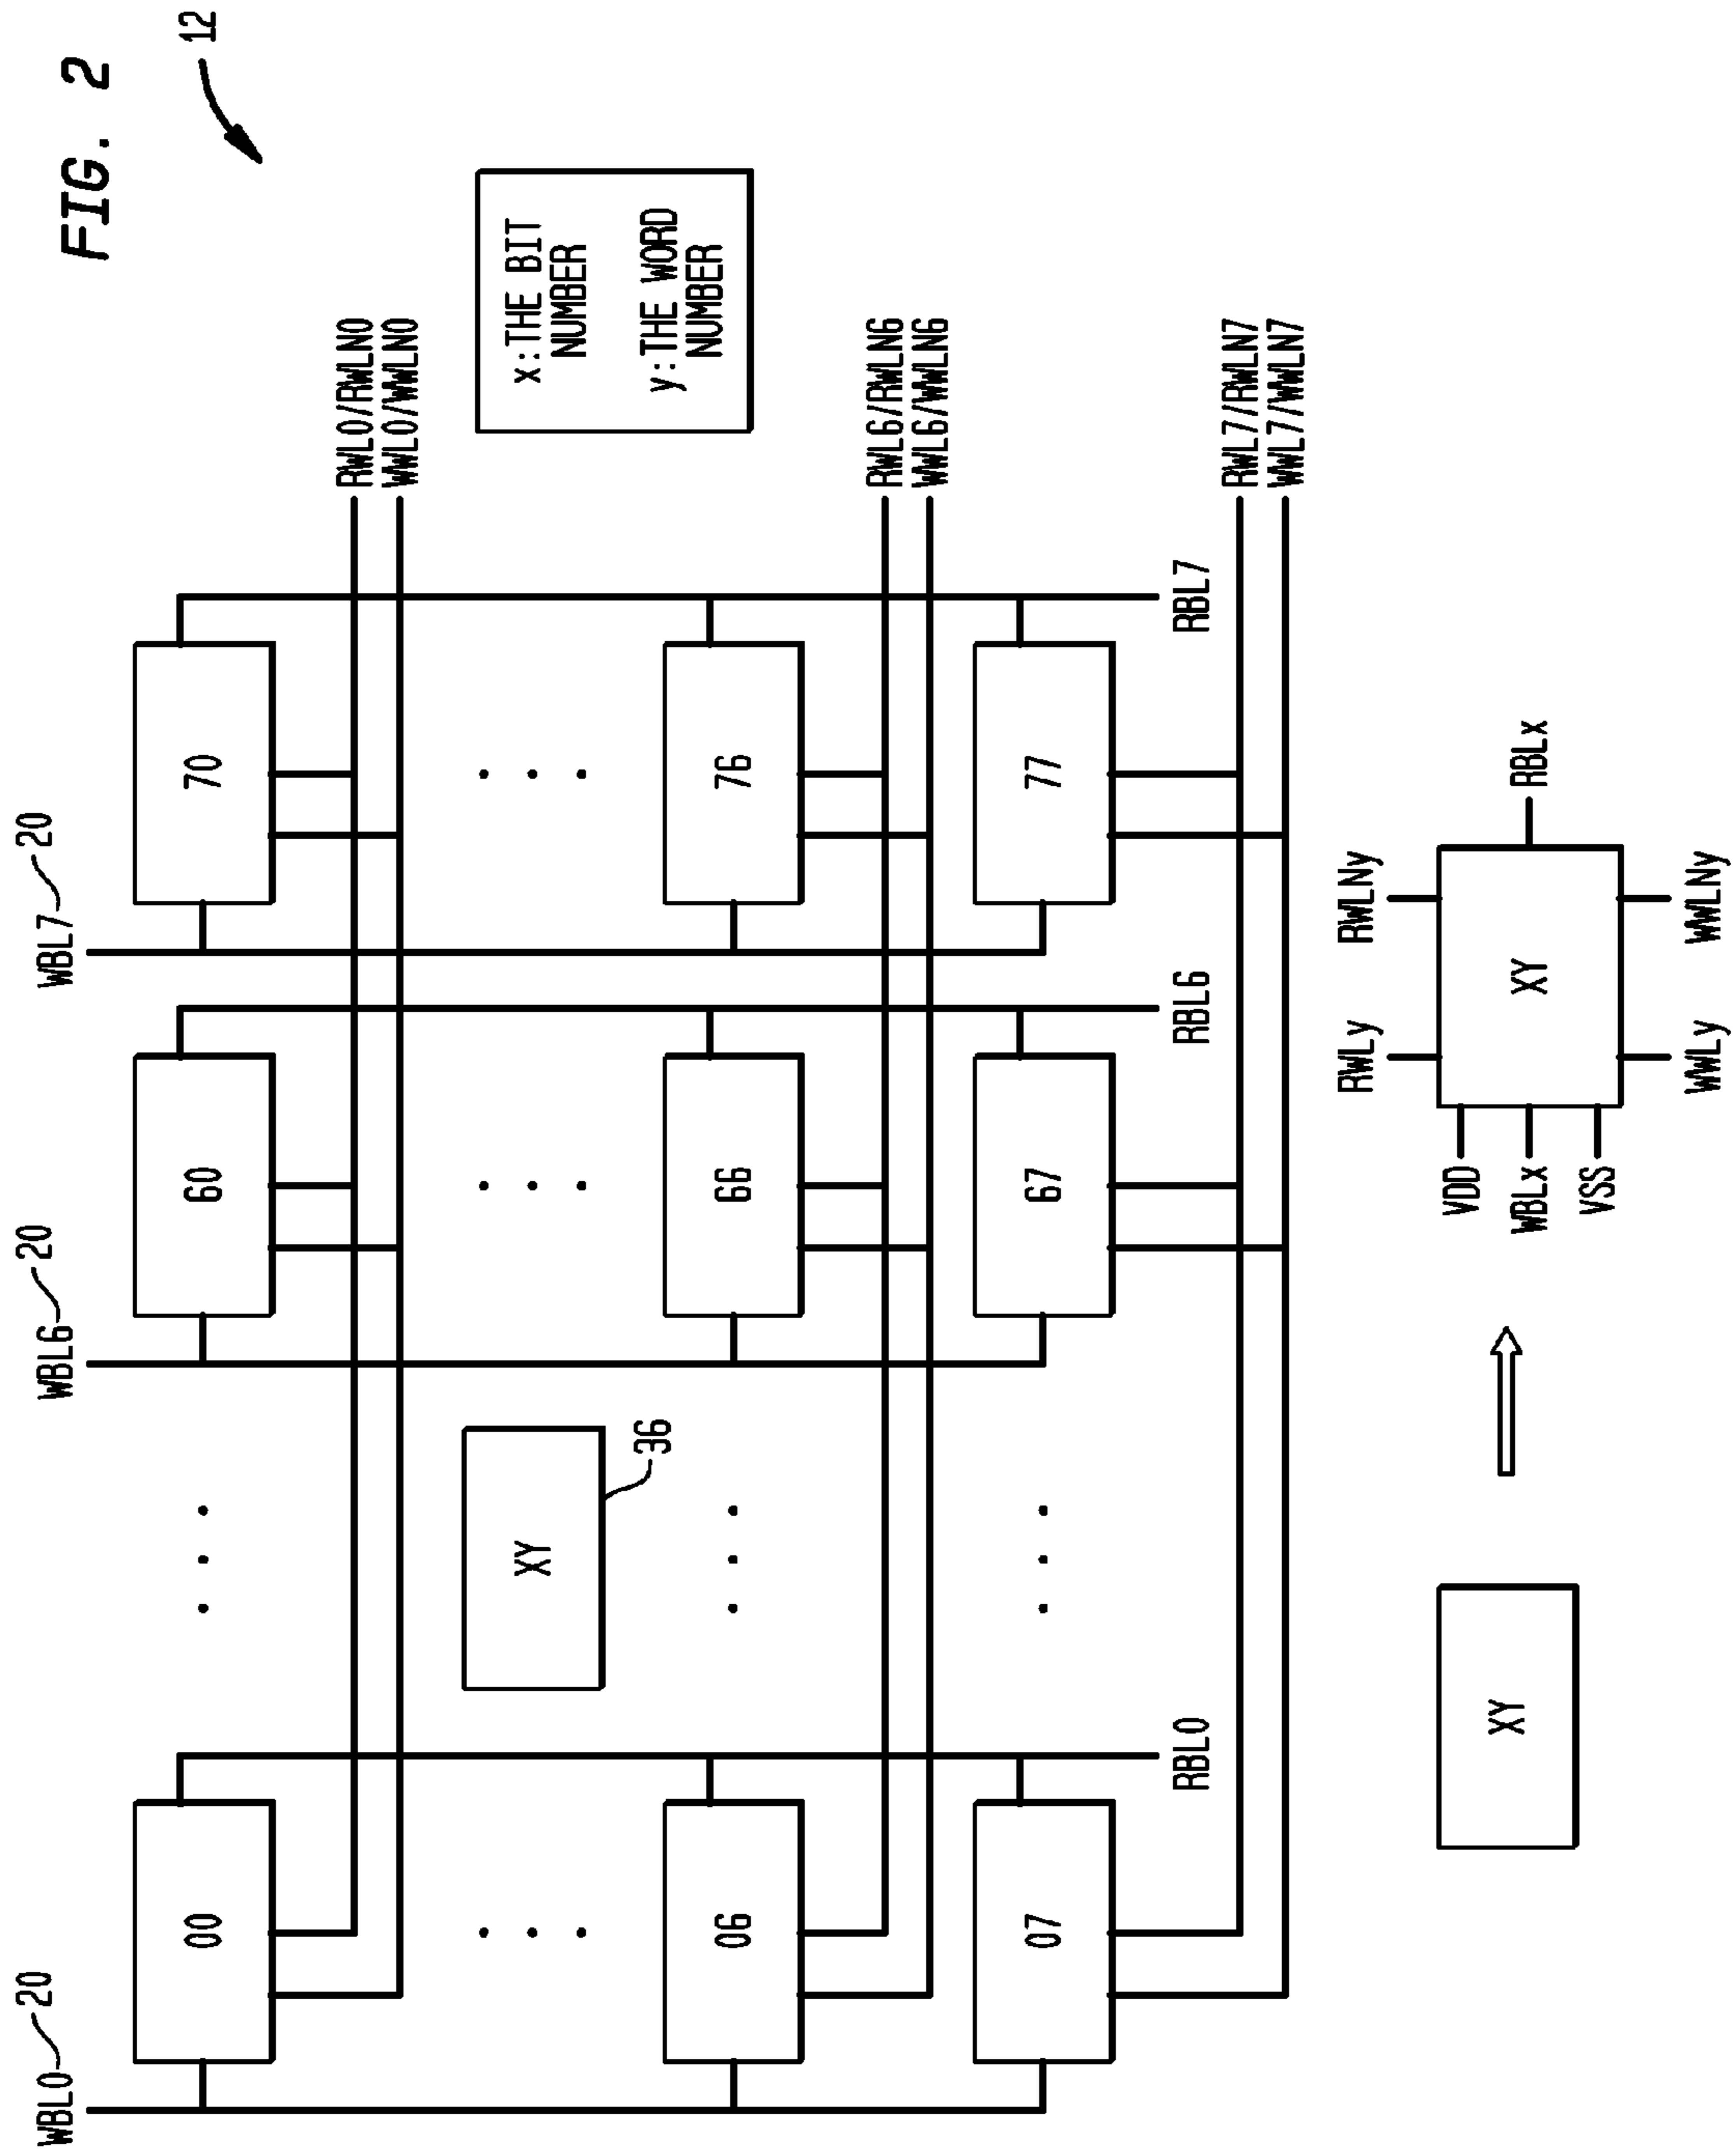 FIG. 2
12
WBL0 20
WBL6 20
WBL7 20
00
60
70
RWL0/RWLN0
WWL0/WWLN0
XY
36
x:THE BIT
NUMBER
y:THE WORD
NUMBER
06
66
76
RWL6/RWLN6
WWL6/WWLN6
07
67
77
RBL0
RBL6
RBL7
RWL7/RWLN7
WWL7/WWLN7
XY
RWLy
RWLNy
VDD
WBLx
VSS
XY
RBLx
WWLy
WWLNy